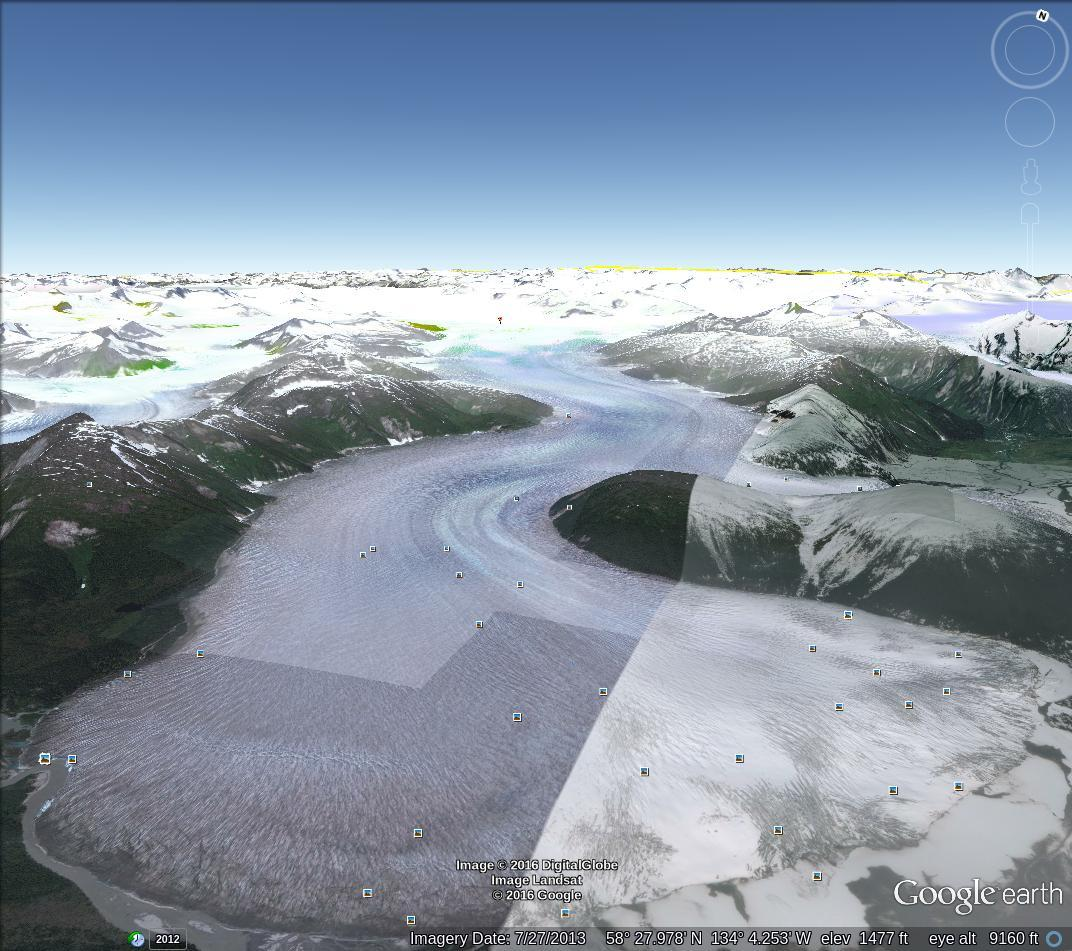 N
Image © 2016 DigitalGlobe
Image Landsat
© 2016 Google
Google earth
2012
Imagery Date: 7/27/2013 58° 27.978' N 134° 4.253' W elev 1477 ft eye alt 9160 ft